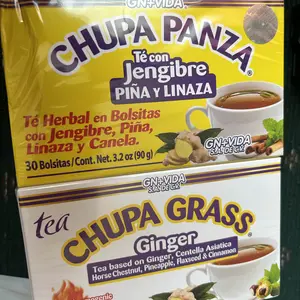 GN+VIDA
CHUPA PANZA®
Té con
Jengibre
PIÑA Y LINAZA
Té Herbal en Bolsitas
con Jengibre, Piña,
Linaza y Canela.
30 Bolsitas/Cont. Net. 3.2 oz (90 g)
GN+VIDA
S.A. De C.V.
GN+VIDA
S.A. De C.V.
tea
CHUPA GRASS
Ginger
Tea based on Ginger, Centella Asiatica
Horse Chestnut, Pineapple, Flaxseed & Cinnamon